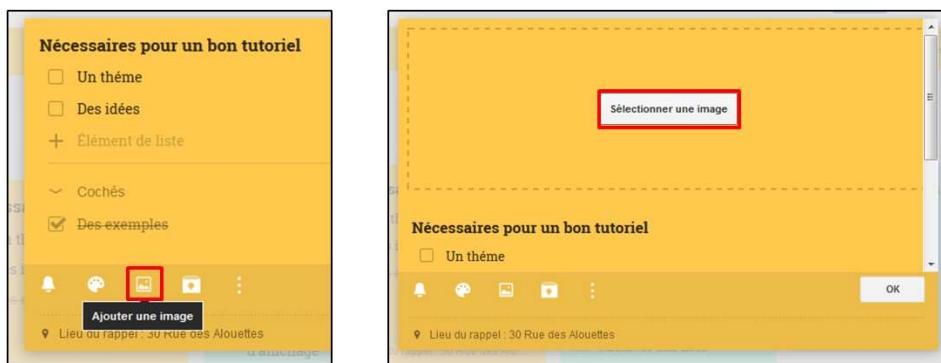 Nécessaires pour un bon tutoriel
Un théme
Des idées
Élément de liste
Cochés
Des exemples
Ajouter une image
Lieu du rappel : 30 Rue des Alouettes
d'affichage
Sélectionner une image
Nécessaires pour un bon tutoriel
Un théme
OK
Lieu du rappel : 30 Rue des Alouettes